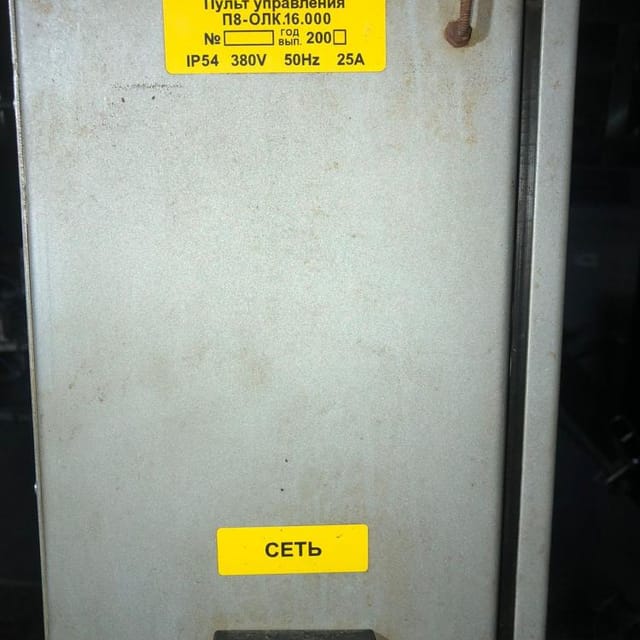 Пульт управления
П8-ОЛК.16.000
№ год вып. 200
IP54 380V 50Hz 25A
СЕТЬ